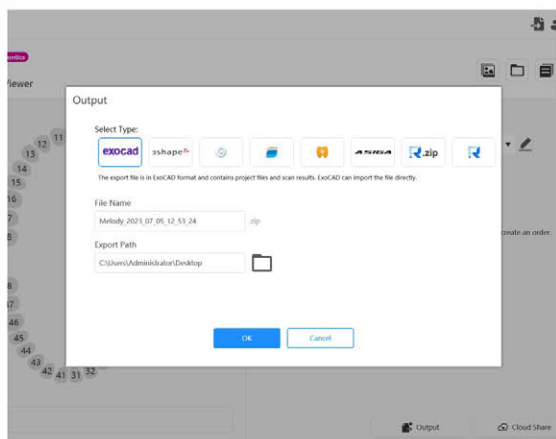 Viewer
12 11
13
14
15
16
46
45
44
43
42 41 31 32
Output
Select Type:
exocad
3shape
ASIGA
.zip
The export file is in ExoCAD format and contains project files and scan results. ExoCAD can import the file directly.
File Name
Melody_2023_07_05_12_53_24
.zip
Export Path
C:\Users\Administrator\Desktop
OK
Cancel
create an order.
Output
Cloud Share